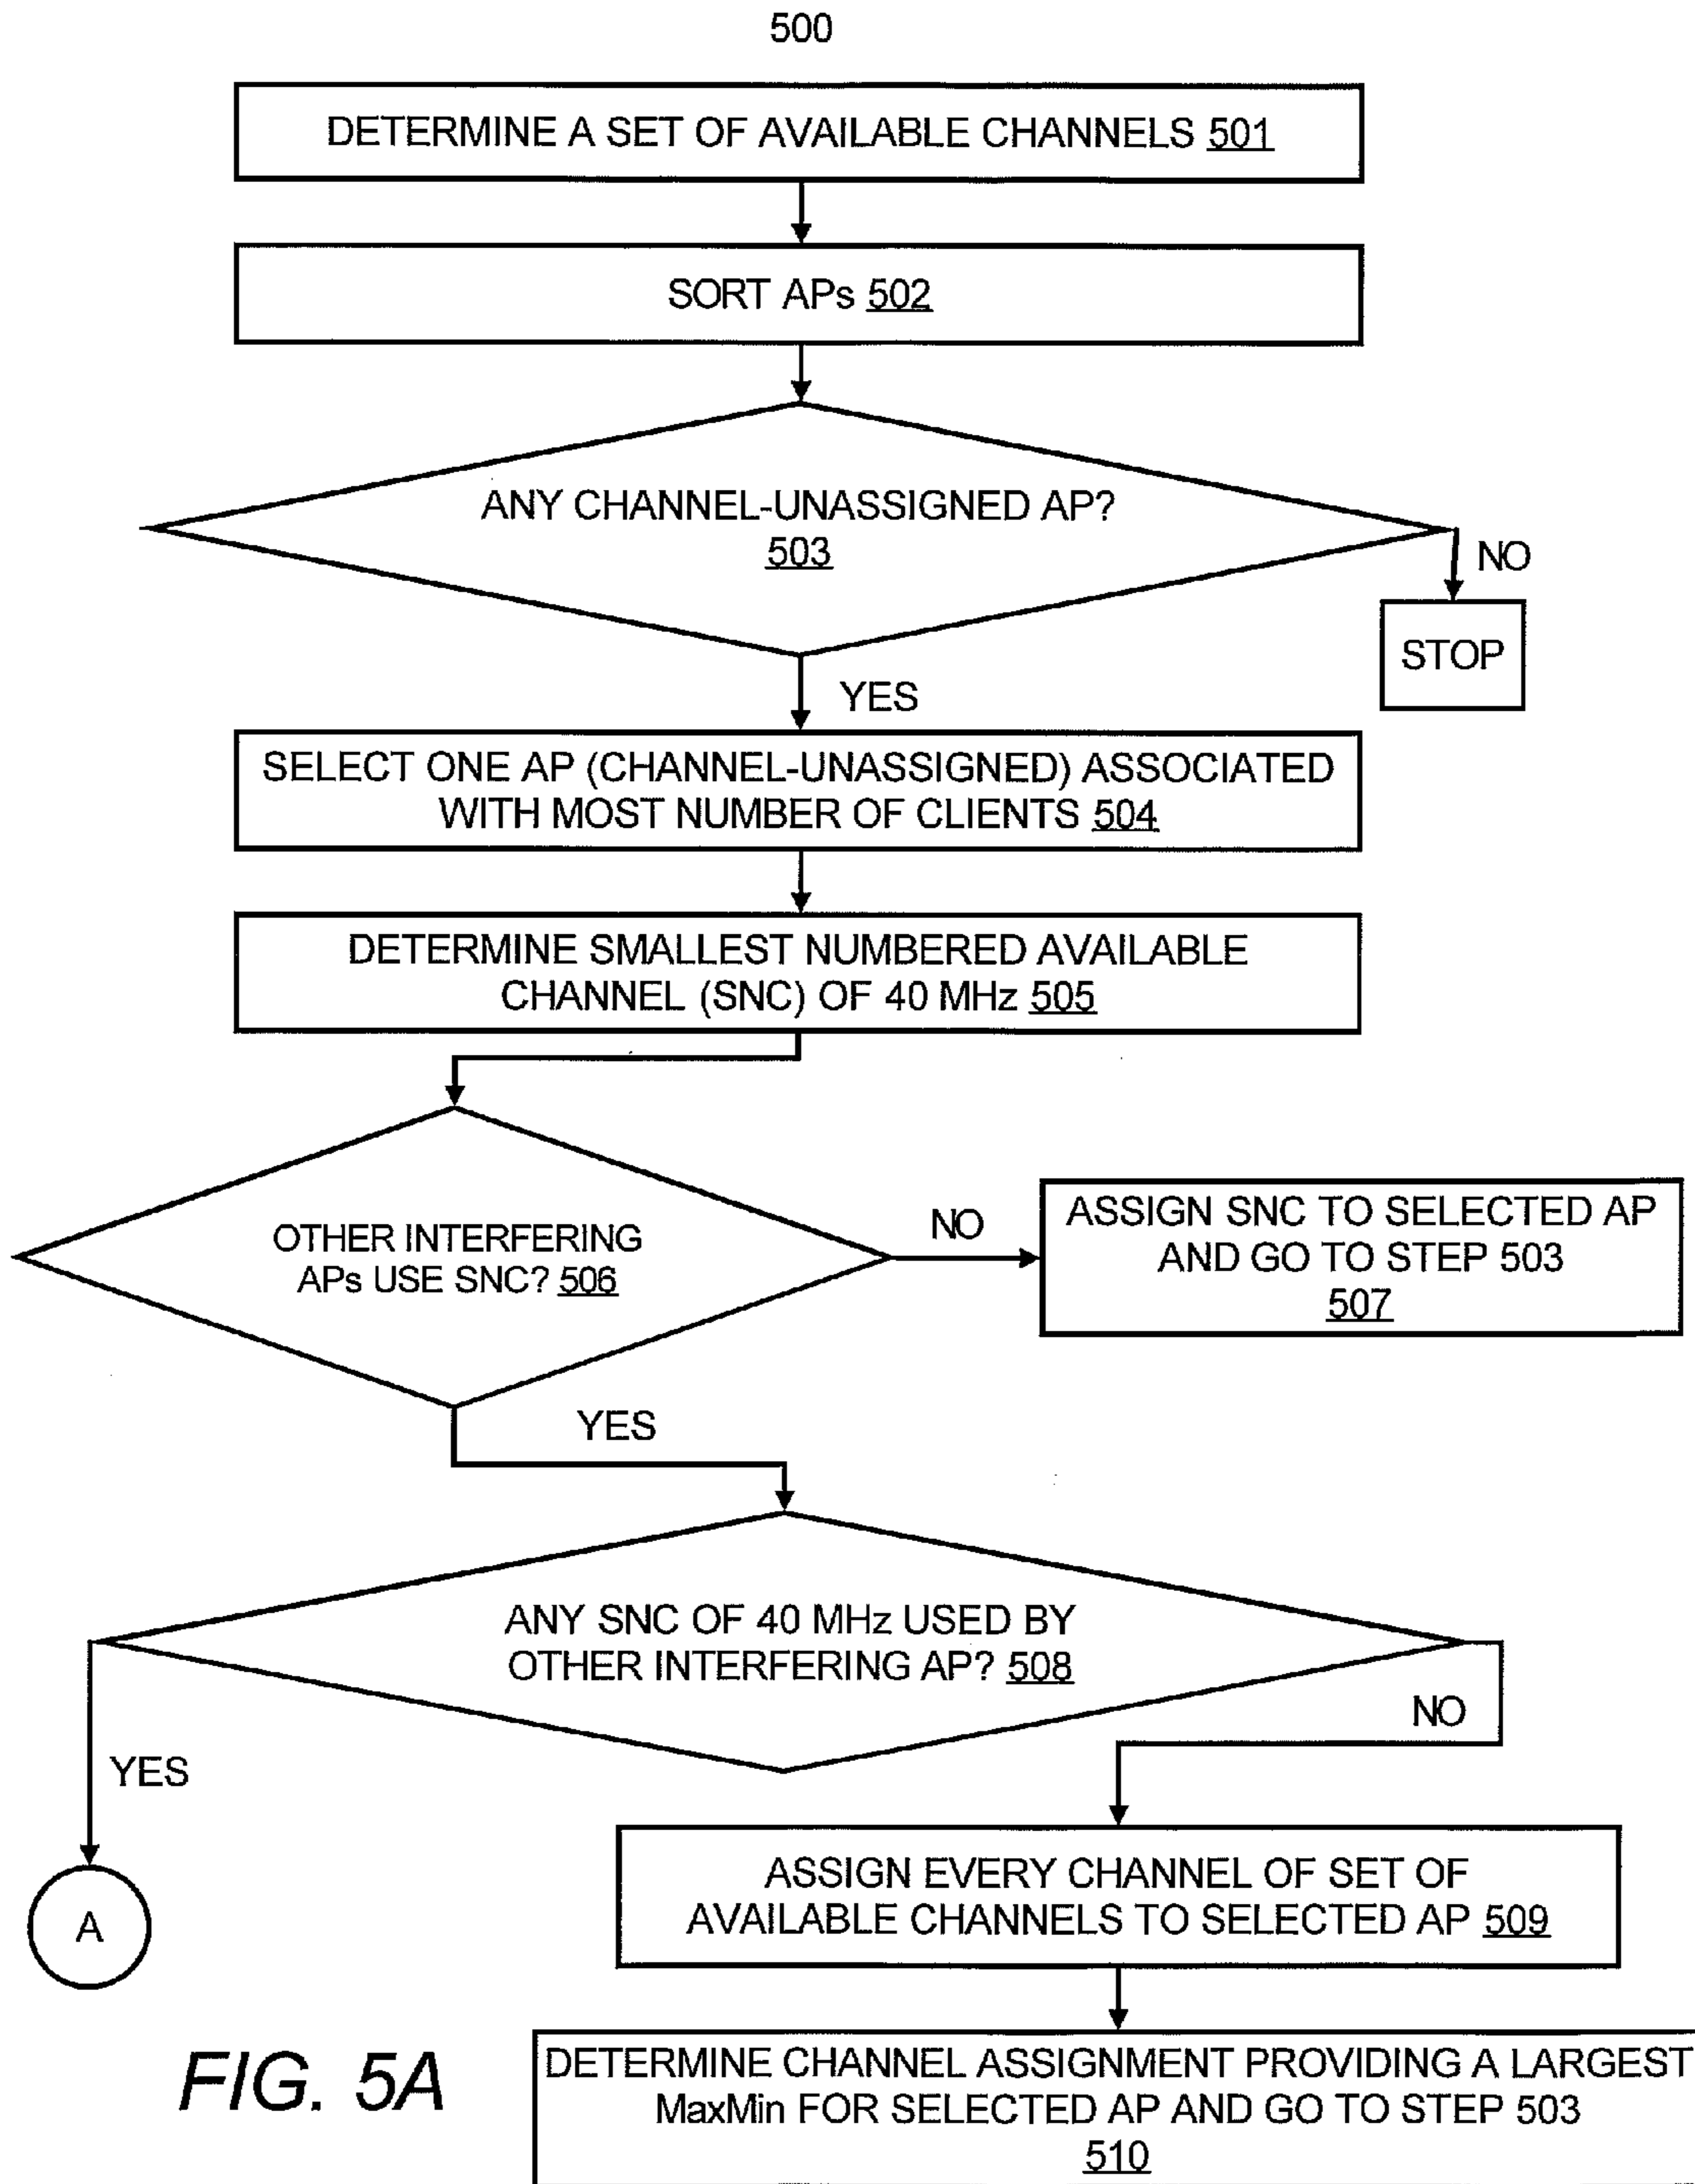 500
DETERMINE A SET OF AVAILABLE CHANNELS 501
SORT APs 502
ANY CHANNEL-UNASSIGNED AP?
503
NO
STOP
YES
SELECT ONE AP (CHANNEL-UNASSIGNED) ASSOCIATED
WITH MOST NUMBER OF CLIENTS 504
DETERMINE SMALLEST NUMBERED AVAILABLE
CHANNEL (SNC) OF 40 MHz 505
OTHER INTERFERING
APs USE SNC? 506
NO
ASSIGN SNC TO SELECTED AP
AND GO TO STEP 503
507
YES
ANY SNC OF 40 MHz USED BY
OTHER INTERFERING AP? 508
NO
YES
A
ASSIGN EVERY CHANNEL OF SET OF
AVAILABLE CHANNELS TO SELECTED AP 509
DETERMINE CHANNEL ASSIGNMENT PROVIDING A LARGEST
MaxMin FOR SELECTED AP AND GO TO STEP 503
510
FIG. 5A